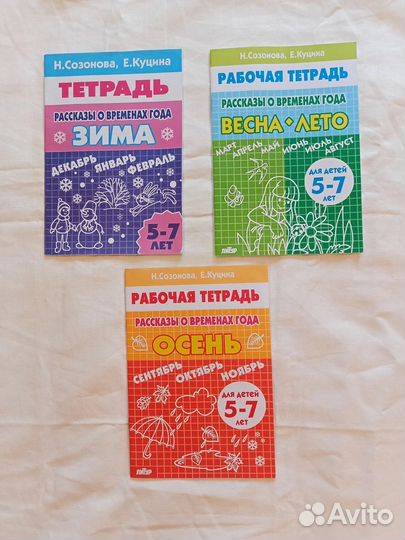 Н.Созонова, Е.Куцина
ТЕТРАДЬ
РАССКАЗЫ О ВРЕМЕНАХ ГОДА
ЗИМА
ДЕКАБРЬ ЯНВАРЬ ФЕВРАЛЬ
5-7
ЛЕТ
Н.Созонова, Е.Куцина
РАБОЧАЯ ТЕТРАДЬ
РАССКАЗЫ О ВРЕМЕНАХ ГОДА
ВЕСНА • ЛЕТО
МАРТ АПРЕЛЬ МАЙ ИЮНЬ ИЮЛЬ АВГУСТ
для детей
5-7
лет
ЛИТУР
Н.Созонова, Е.Куцина
РАБОЧАЯ ТЕТРАДЬ
РАССКАЗЫ О ВРЕМЕНАХ ГОДА
ОСЕНЬ
СЕНТЯБРЬ ОКТЯБРЬ НОЯБРЬ
для детей
5-7
лет
ЛИТУР
Avito